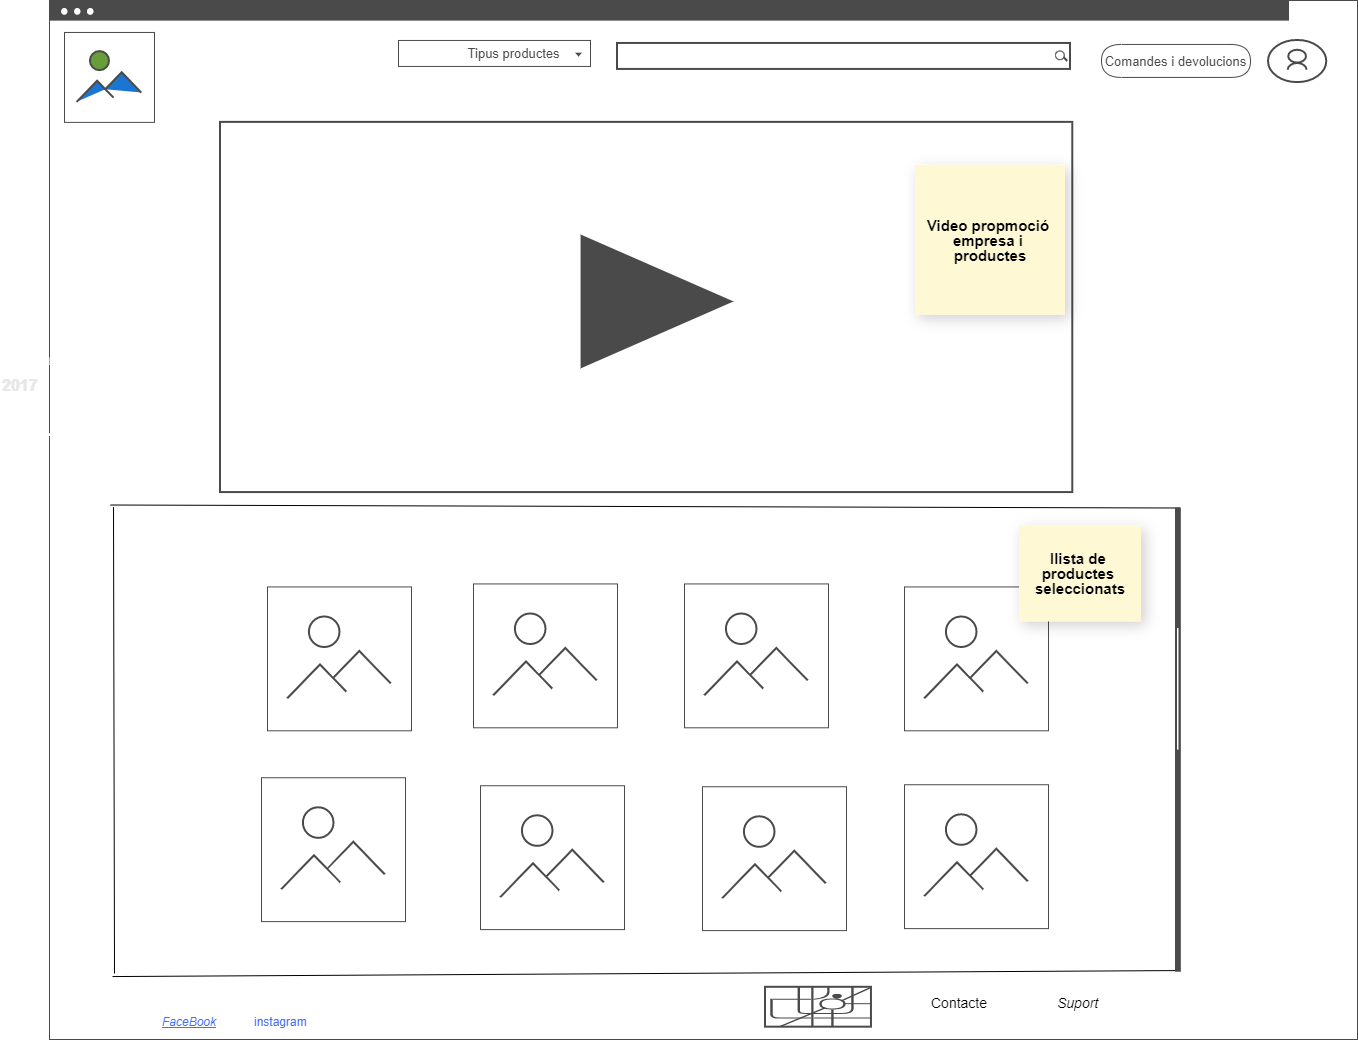 Tipus productes
Comandes i devolucions
Video propmoció
empresa i
productes
2017
llista de
productes
seleccionats
Contacte
Suport
FaceBook
instagram